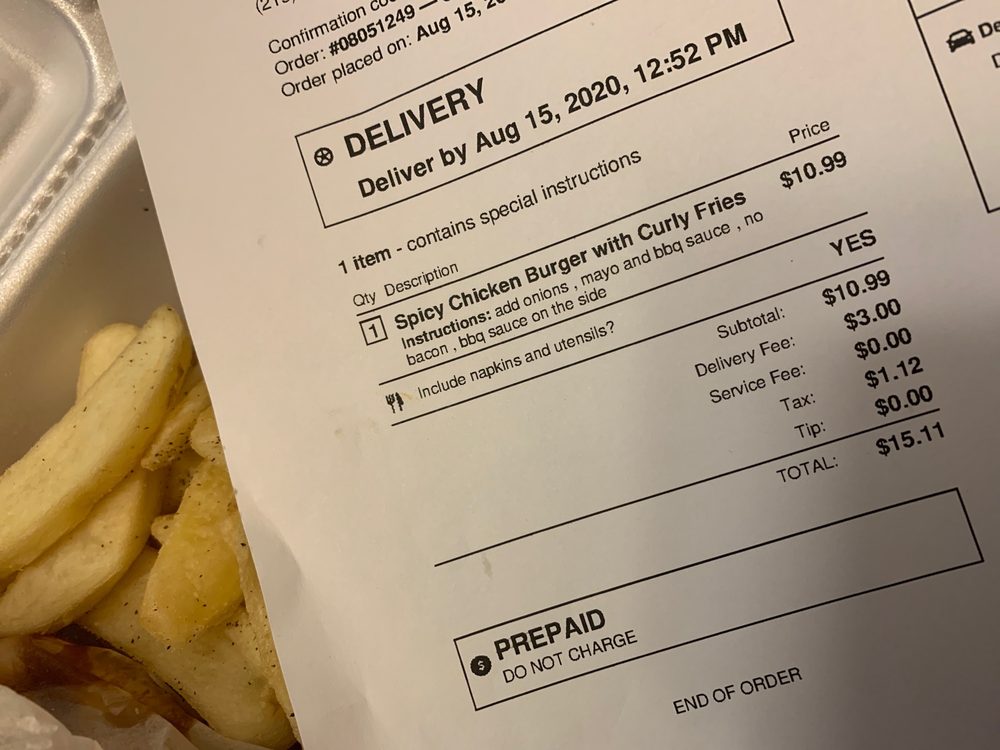 Confirmation
Order: #08051249 —
Order placed on: Aug 15,
DELIVERY
Deliver by Aug 15, 2020, 12:52 PM
1 item - contains special instructions
Qty Description Price
1 Spicy Chicken Burger with Curly Fries $10.99
Instructions: add onions , mayo and bbq sauce , no
bacon , bbq sauce on the side
Include napkins and utensils? YES
Subtotal: $10.99
Delivery Fee: $3.00
Service Fee: $0.00
Tax: $1.12
Tip: $0.00
TOTAL: $15.11
PREPAID
DO NOT CHARGE
END OF ORDER